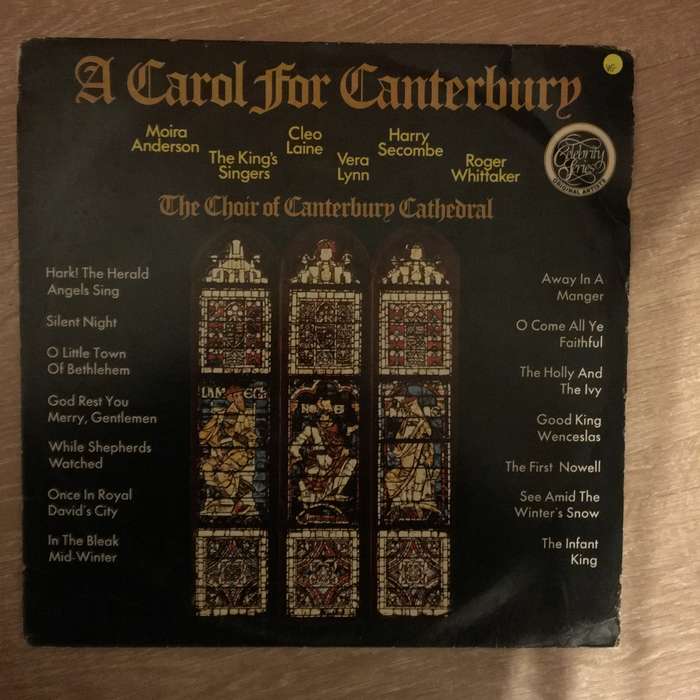 A Carol For Canterbury
Moira
Anderson
The King's
Singers
Cleo
Laine
Vera
Lynn
Harry
Secombe
Roger
Whittaker
Celebrity
Series
ORIGINAL ARTISTS
The Choir of Canterbury Cathedral
Hark! The Herald
Angels Sing
Silent Night
O Little Town
Of Bethlehem
God Rest You
Merry, Gentlemen
While Shepherds
Watched
Once In Royal
David's City
In The Bleak
Mid-Winter
Away In A
Manger
O Come All Ye
Faithful
The Holly And
The Ivy
Good King
Wenceslas
The First Nowell
See Amid The
Winter's Snow
The Infant
King